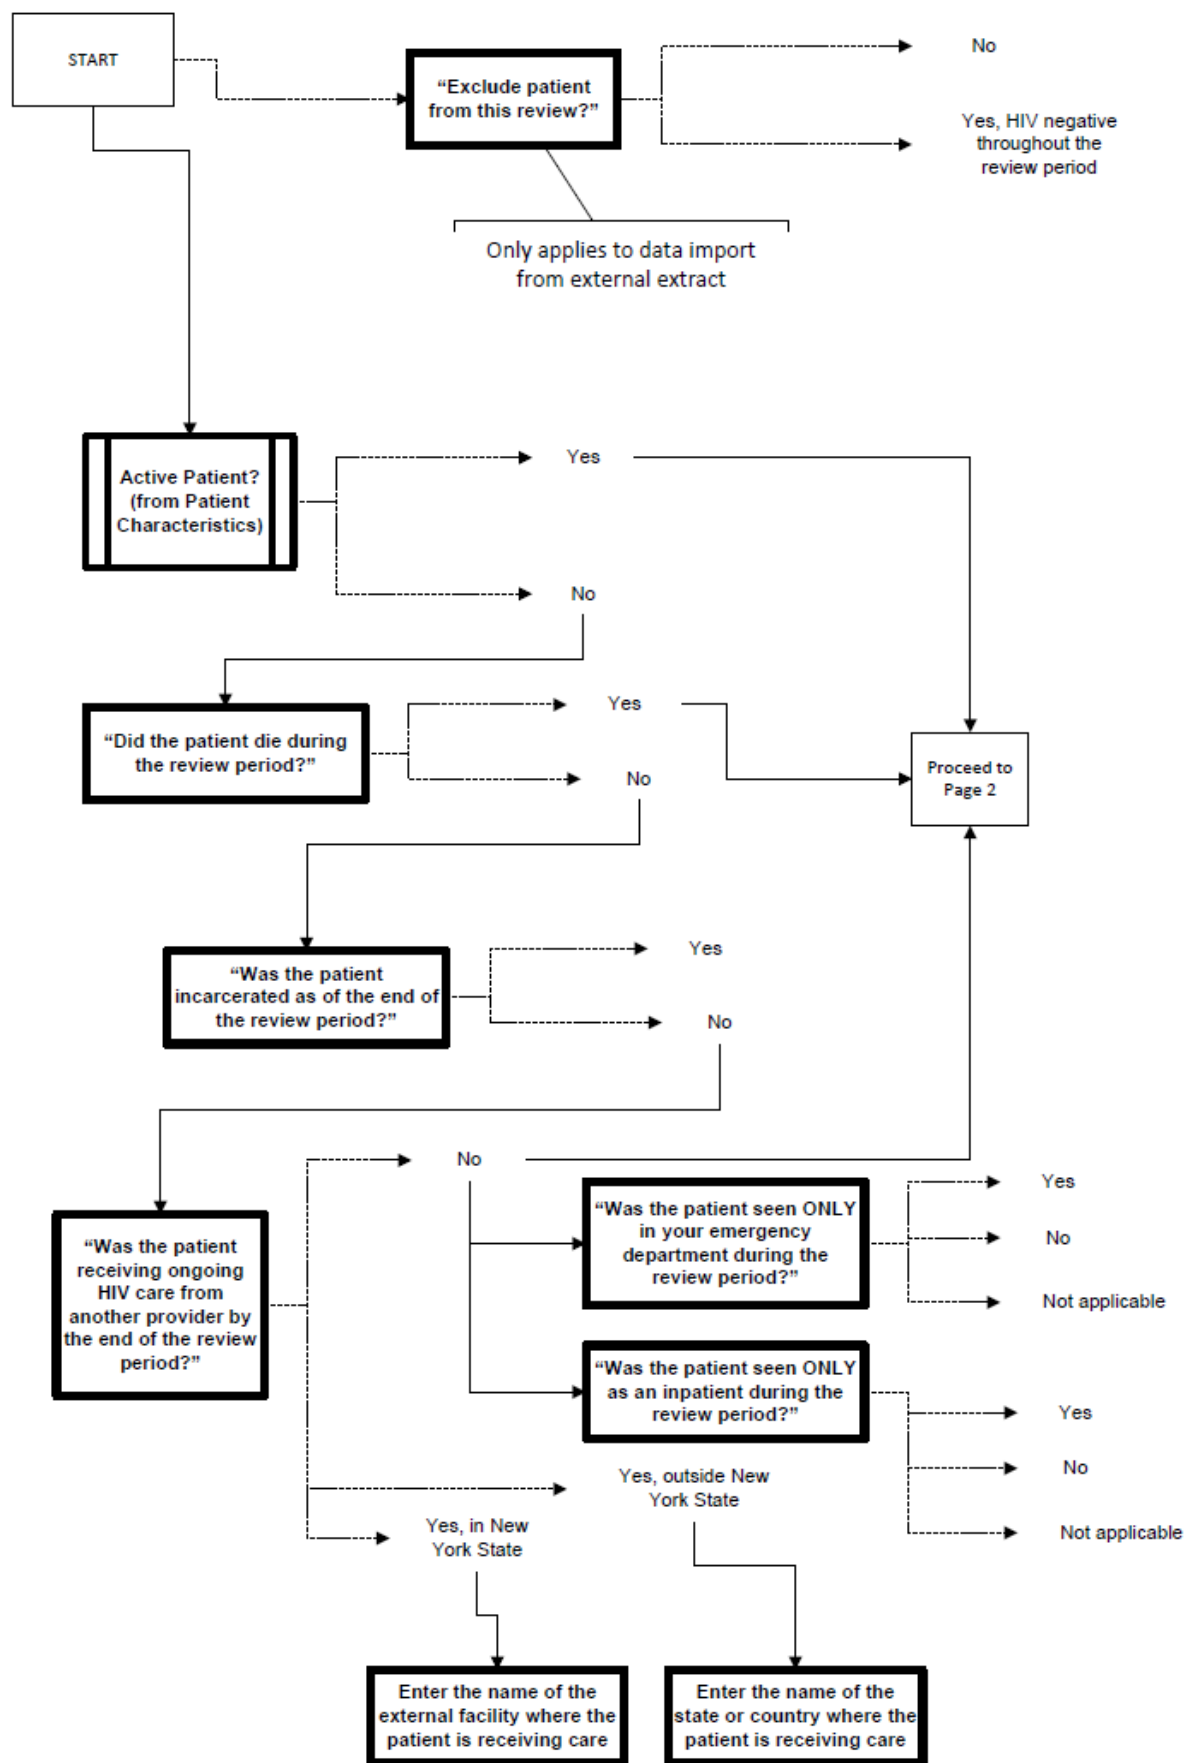 START
“Exclude patient
from this review?”
No
Yes, HIV negative
throughout the
review period
Only applies to data import
from external extract
Active Patient?
(from Patient
Characteristics)
Yes
No
“Did the patient die during
the review period?”
Yes
No
Proceed to
Page 2
“Was the patient
incarcerated as of the end of
the review period?”
Yes
No
“Was the patient
receiving ongoing
HIV care from
another provider by
the end of the review
period?”
No
“Was the patient seen ONLY
in your emergency
department during the
review period?”
Yes
No
Not applicable
“Was the patient seen ONLY
as an inpatient during the
review period?”
Yes
No
Not applicable
Yes, outside New
York State
Yes, in New
York State
Enter the name of the
external facility where the
patient is receiving care
Enter the name of the
state or country where the
patient is receiving care